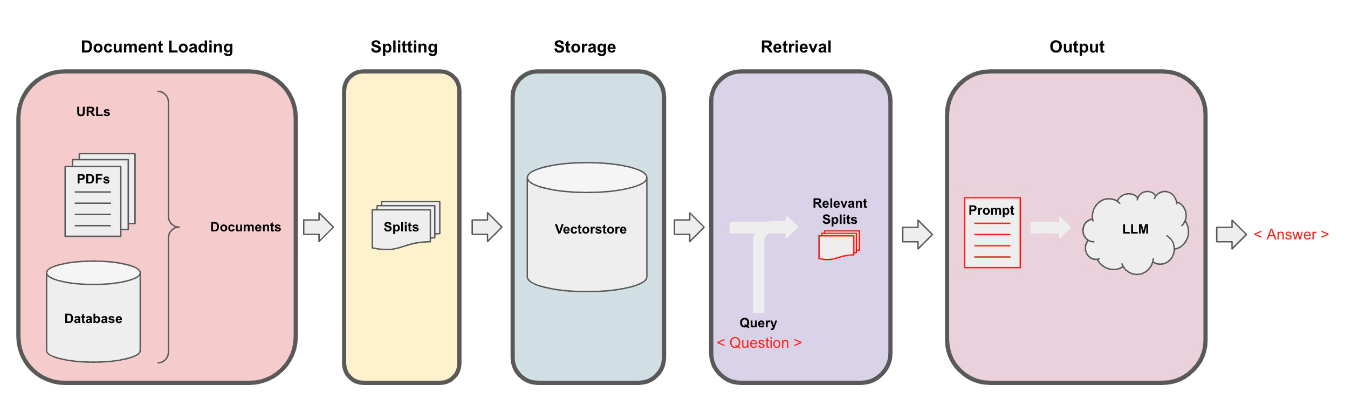 Document Loading
Splitting
Storage
Retrieval
Output
URLs
PDFs
Database
Documents
Splits
Vectorstore
Relevant
Splits
Query
< Question >
Prompt
LLM
< Answer >